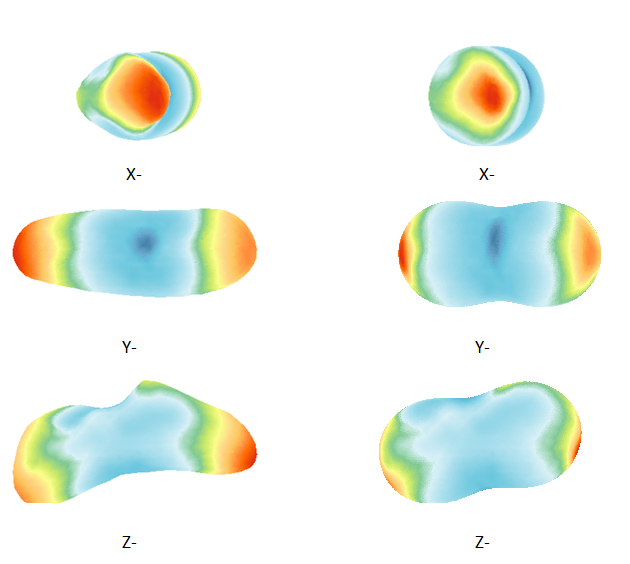 X- X-
Y- Y-
Z- Z-